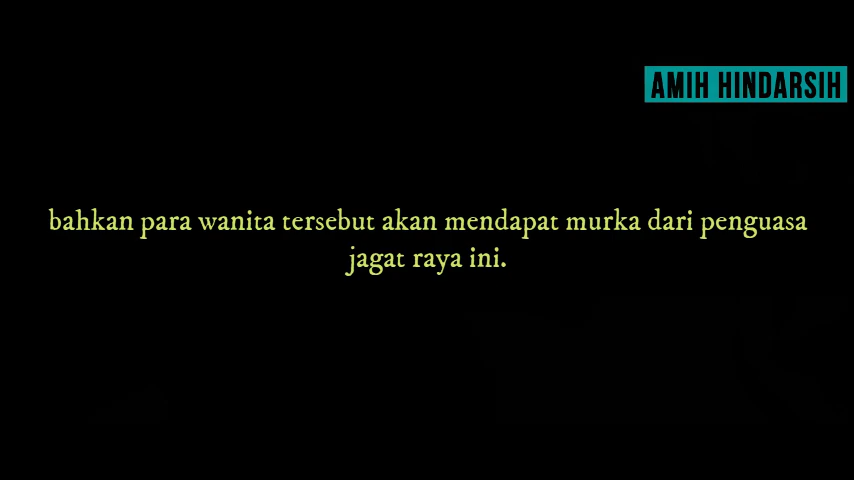 AMIH HINDARSIH
bahkan para wanita tersebut akan mendapat murka dari penguasa
jagat raya ini.